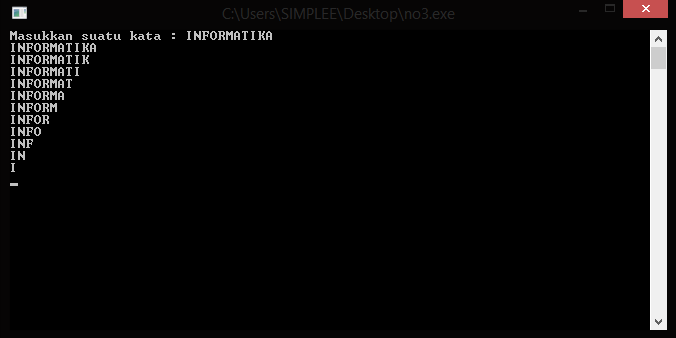 C:\Users\SIMPLEE\Desktop\no3.exe
Masukkan suatu kata : INFORMATIKA
INFORMATIKA
INFORMATIK
INFORMATI
INFORMAT
INFORMA
INFORM
INFOR
INFO
INF
IN
I